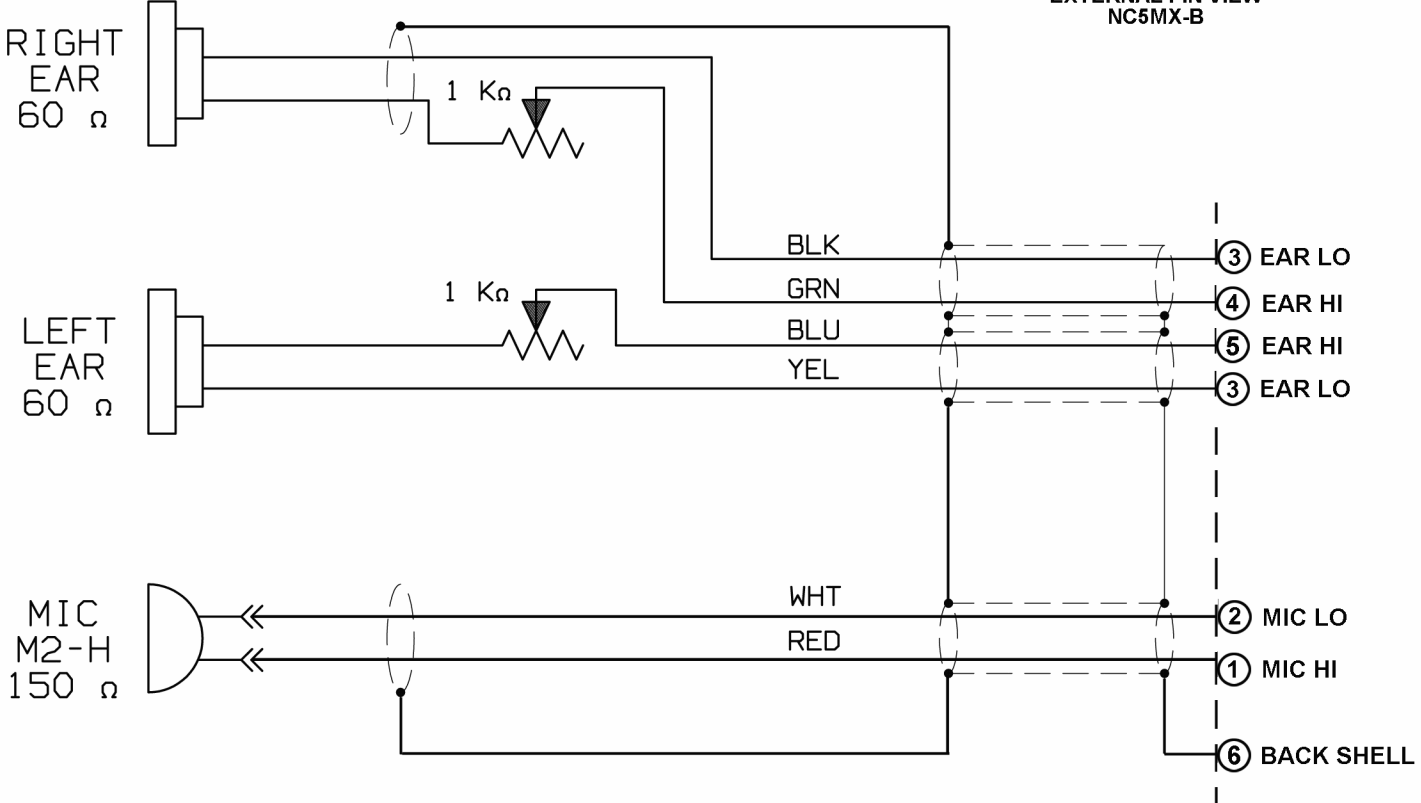 EXTERNAL PIN VIEW
NC5MX-B
RIGHT
EAR
60 Ω
1 KΩ
BLK
3 EAR LO
GRN
4 EAR HI
1 KΩ
BLU
5 EAR HI
LEFT
EAR
60 Ω
YEL
3 EAR LO
MIC
M2-H
150 Ω
WHT
2 MIC LO
RED
1 MIC HI
6 BACK SHELL